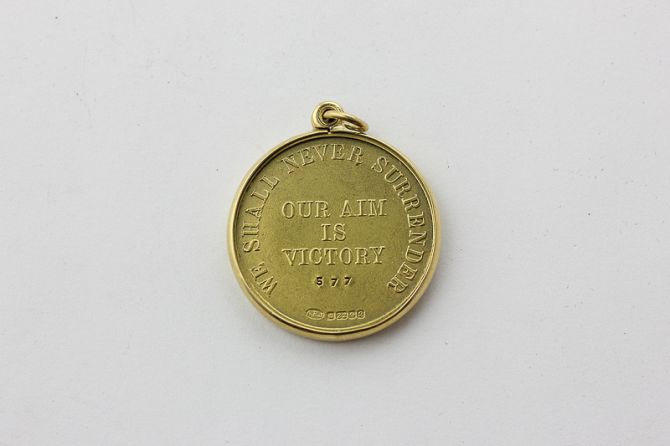 WE SHALL NEVER SURRENDER
OUR AIM
IS
VICTORY
577